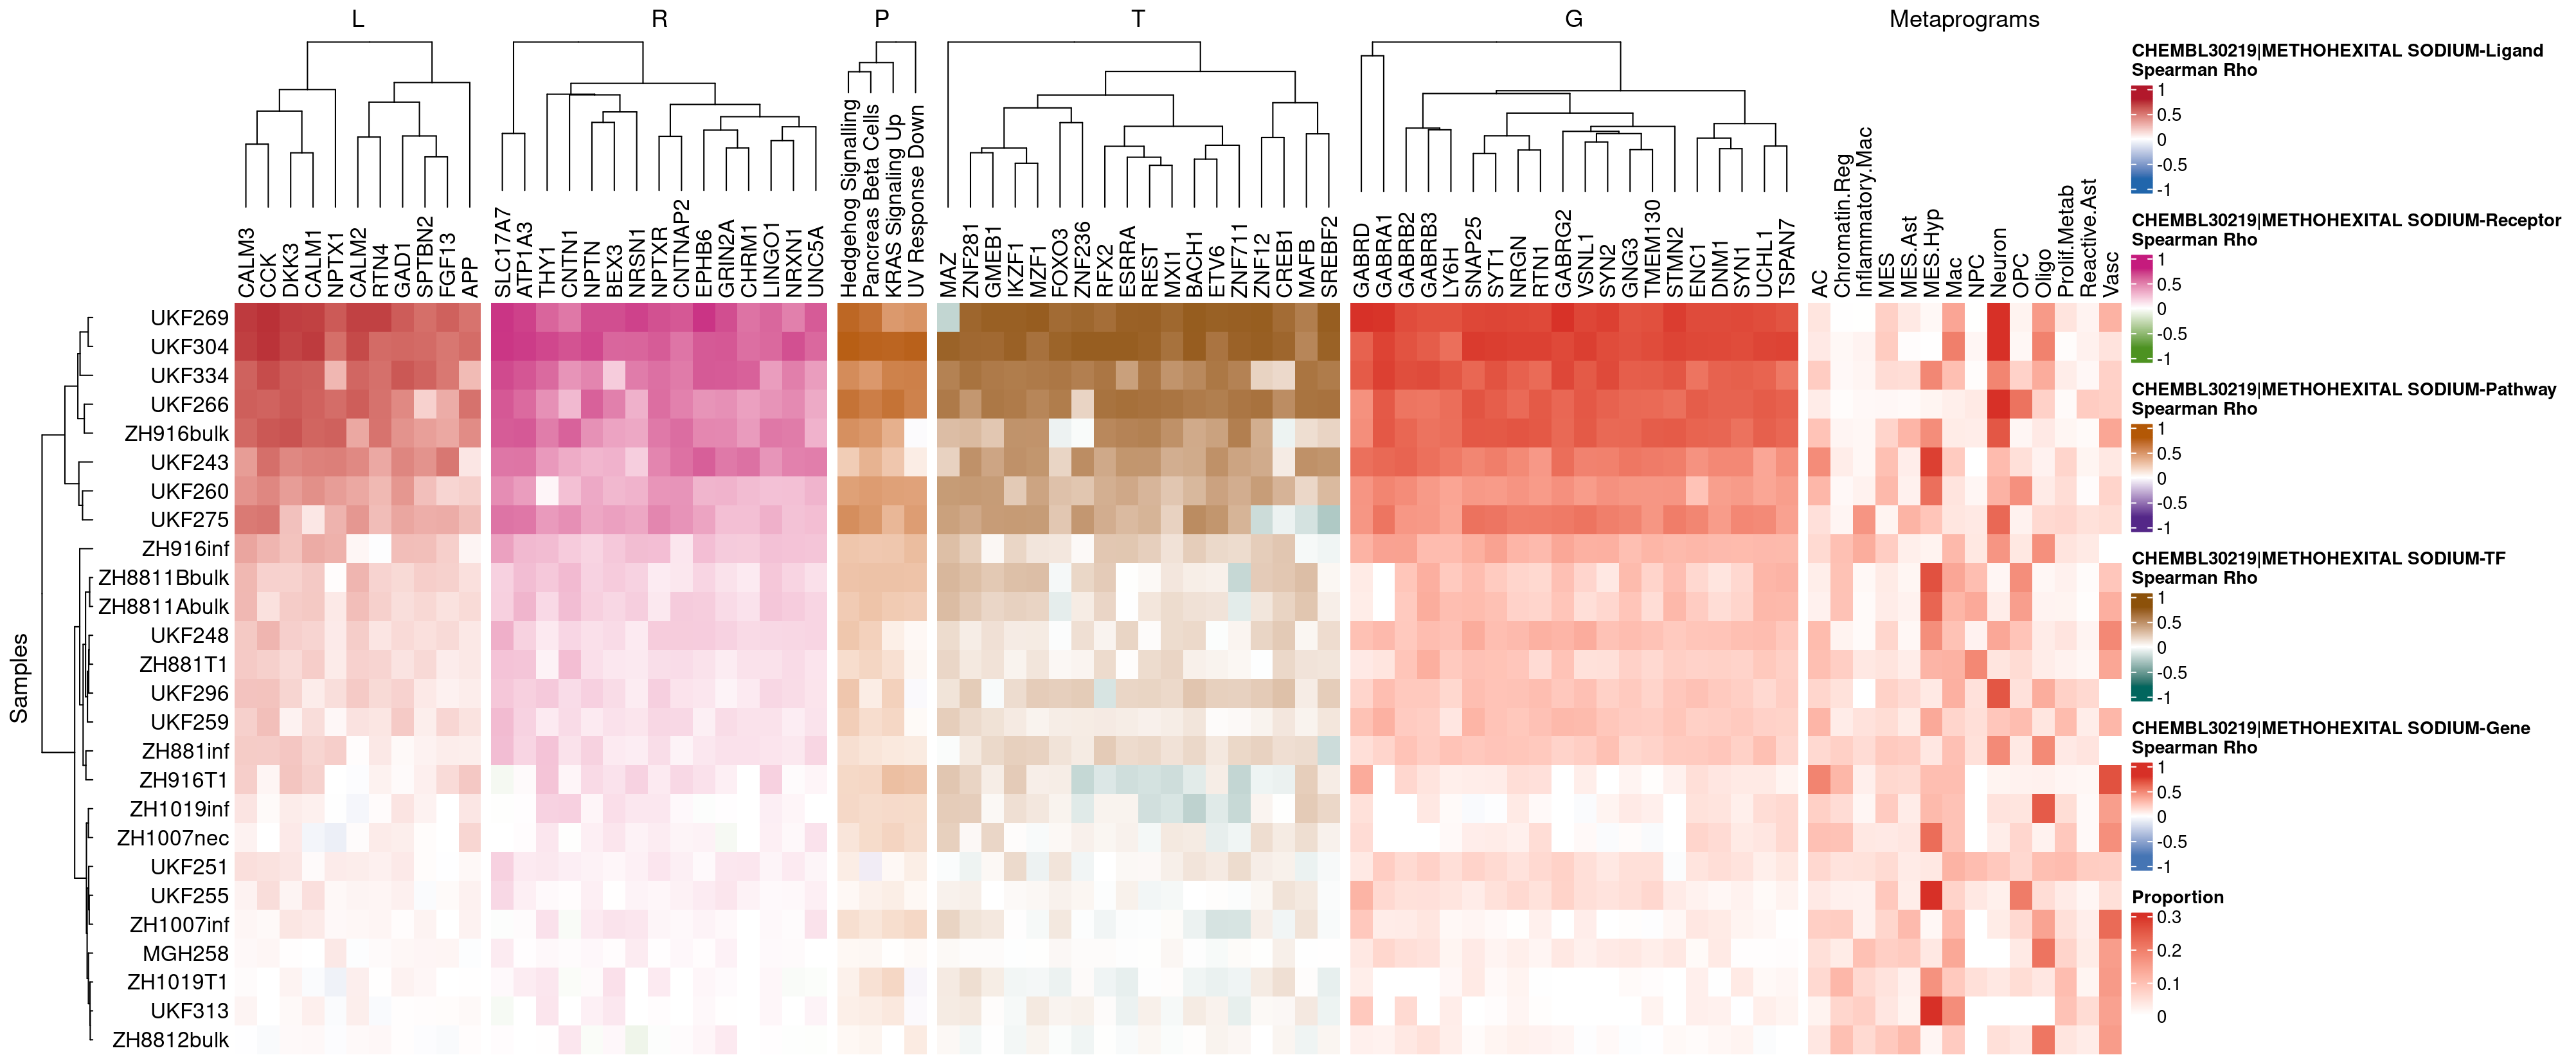 L
R
P
T
G
Metaprograms
CALM3
CCK
DKK3
CALM1
NPTX1
CALM2
RTN4
GAD1
SPTBN2
FGF13
APP
SLC17A7
ATP1A3
THY1
CNTN1
NPTN
BEX3
NRSN1
NPTXR
CNTNAP2
EPHB6
GRIN2A
CHRM1
LINGO1
NRXN1
UNC5A
Hedgehog Signalling
Pancreas Beta Cells
KRAS Signaling Up
UV Response Down
MAZ
ZNF281
GMEB1
IKZF1
MZF1
FOXO3
ZNF236
RFX2
ESRRA
REST
MXI1
BACH1
ETV6
ZNF711
ZNF12
CREB1
MAFB
SREBF2
GABRD
GABRA1
GABRB2
GABRB3
LY6H
SNAP25
SYT1
NRGN
RTN1
GABRG2
VSNL1
SYN2
GNG3
TMEM130
STMN2
ENC1
DNM1
SYN1
UCHL1
TSPAN7
AC
Chromatin.Reg
Inflammatory.Mac
MES
MES.Ast
MES.Hyp
Mac
NPC
Neuron
OPC
Oligo
Prolif.Metab
Reactive.Ast
Vasc
Samples
UKF269
UKF304
UKF334
UKF266
ZH916bulk
UKF243
UKF260
UKF275
ZH916inf
ZH8811Bbulk
ZH8811Abulk
UKF248
ZH881T1
UKF296
UKF259
ZH881inf
ZH916T1
ZH1019inf
ZH1007nec
UKF251
UKF255
ZH1007inf
MGH258
ZH1019T1
UKF313
ZH8812bulk
CHEMBL30219|METHOHEXITAL SODIUM-Ligand
Spearman Rho
1
0.5
0
-0.5
-1
CHEMBL30219|METHOHEXITAL SODIUM-Receptor
Spearman Rho
1
0.5
0
-0.5
-1
CHEMBL30219|METHOHEXITAL SODIUM-Pathway
Spearman Rho
1
0.5
0
-0.5
-1
CHEMBL30219|METHOHEXITAL SODIUM-TF
Spearman Rho
1
0.5
0
-0.5
-1
CHEMBL30219|METHOHEXITAL SODIUM-Gene
Spearman Rho
1
0.5
0
-0.5
-1
Proportion
0.3
0.2
0.1
0